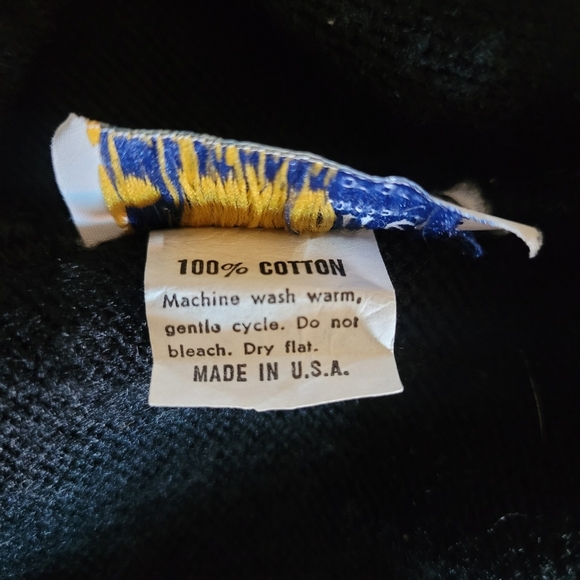 100% COTTON
Machine wash warm,
gentle cycle. Do not
bleach. Dry flat.
MADE IN U.S.A.